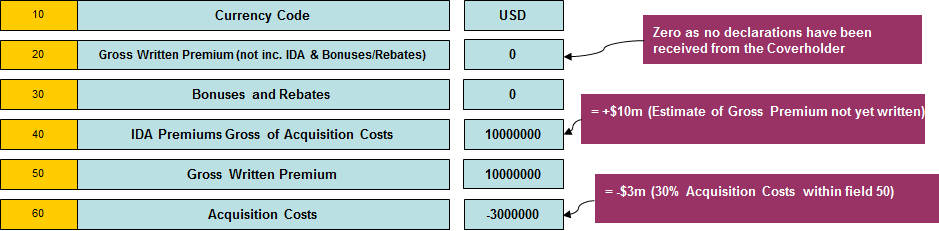 10 Currency Code USD
Zero as no declarations have been
received from the Coverholder
20 Gross Written Premium (not inc. IDA & Bonuses/Rebates) 0
30 Bonuses and Rebates 0
= +$10m (Estimate of Gross Premium not yet written)
40 IDA Premiums Gross of Acquisition Costs 10000000
50 Gross Written Premium 10000000
= -$3m (30% Acquisition Costs within field 50)
60 Acquisition Costs -3000000